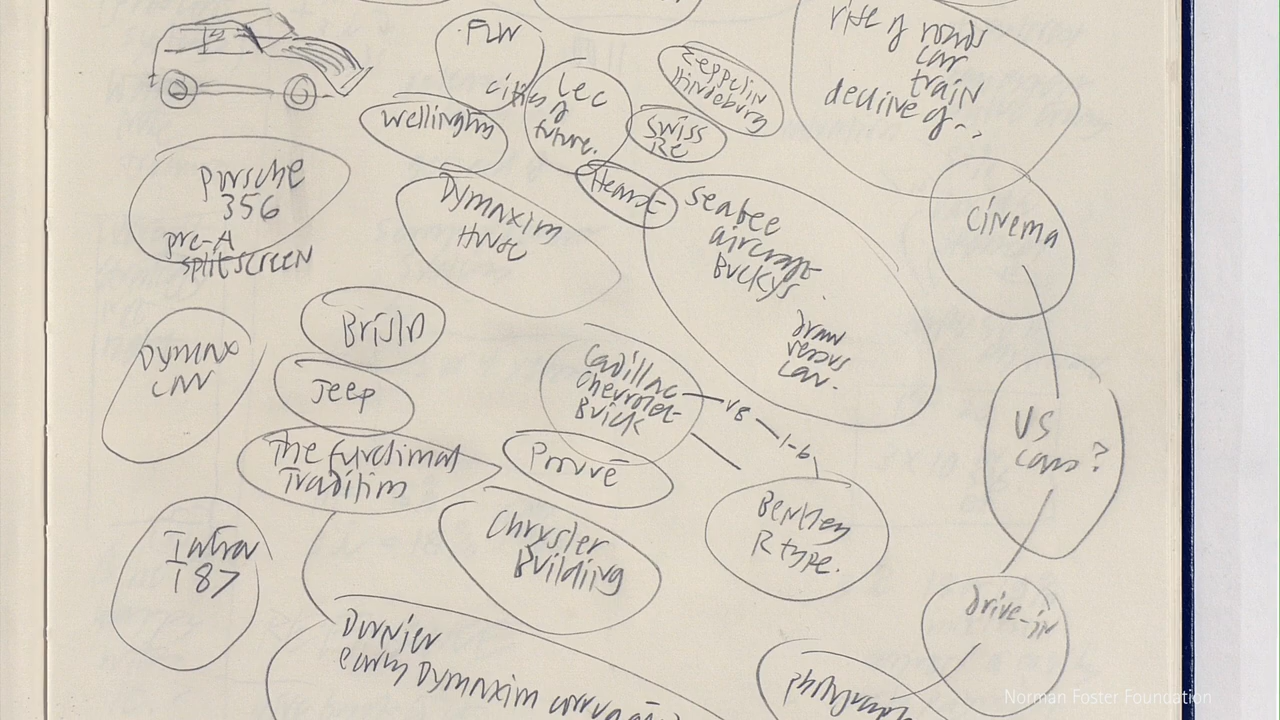 FLW
cities
Lec
of
future.
Zeppelin
Hindeburg
rise of roads
car
train
decline of...
Wellington
Swiss
Re
Porsche
356
pre-A
splitscreen
Dymaxion
House
Hearst
Seabee
aircraft
Bucky's
draw
versus
car.
cinema
Bristol
Dymax
car
Jeep
Cadillac
Chevrolet
Buick
V8
1-6
US
cars?
The functional
Tradition
Prouvé
Bentley
R type.
Chrysler
Building
Tatra
T87
drive-in
Dornier
early Dymaxion
Norman Foster Foundation